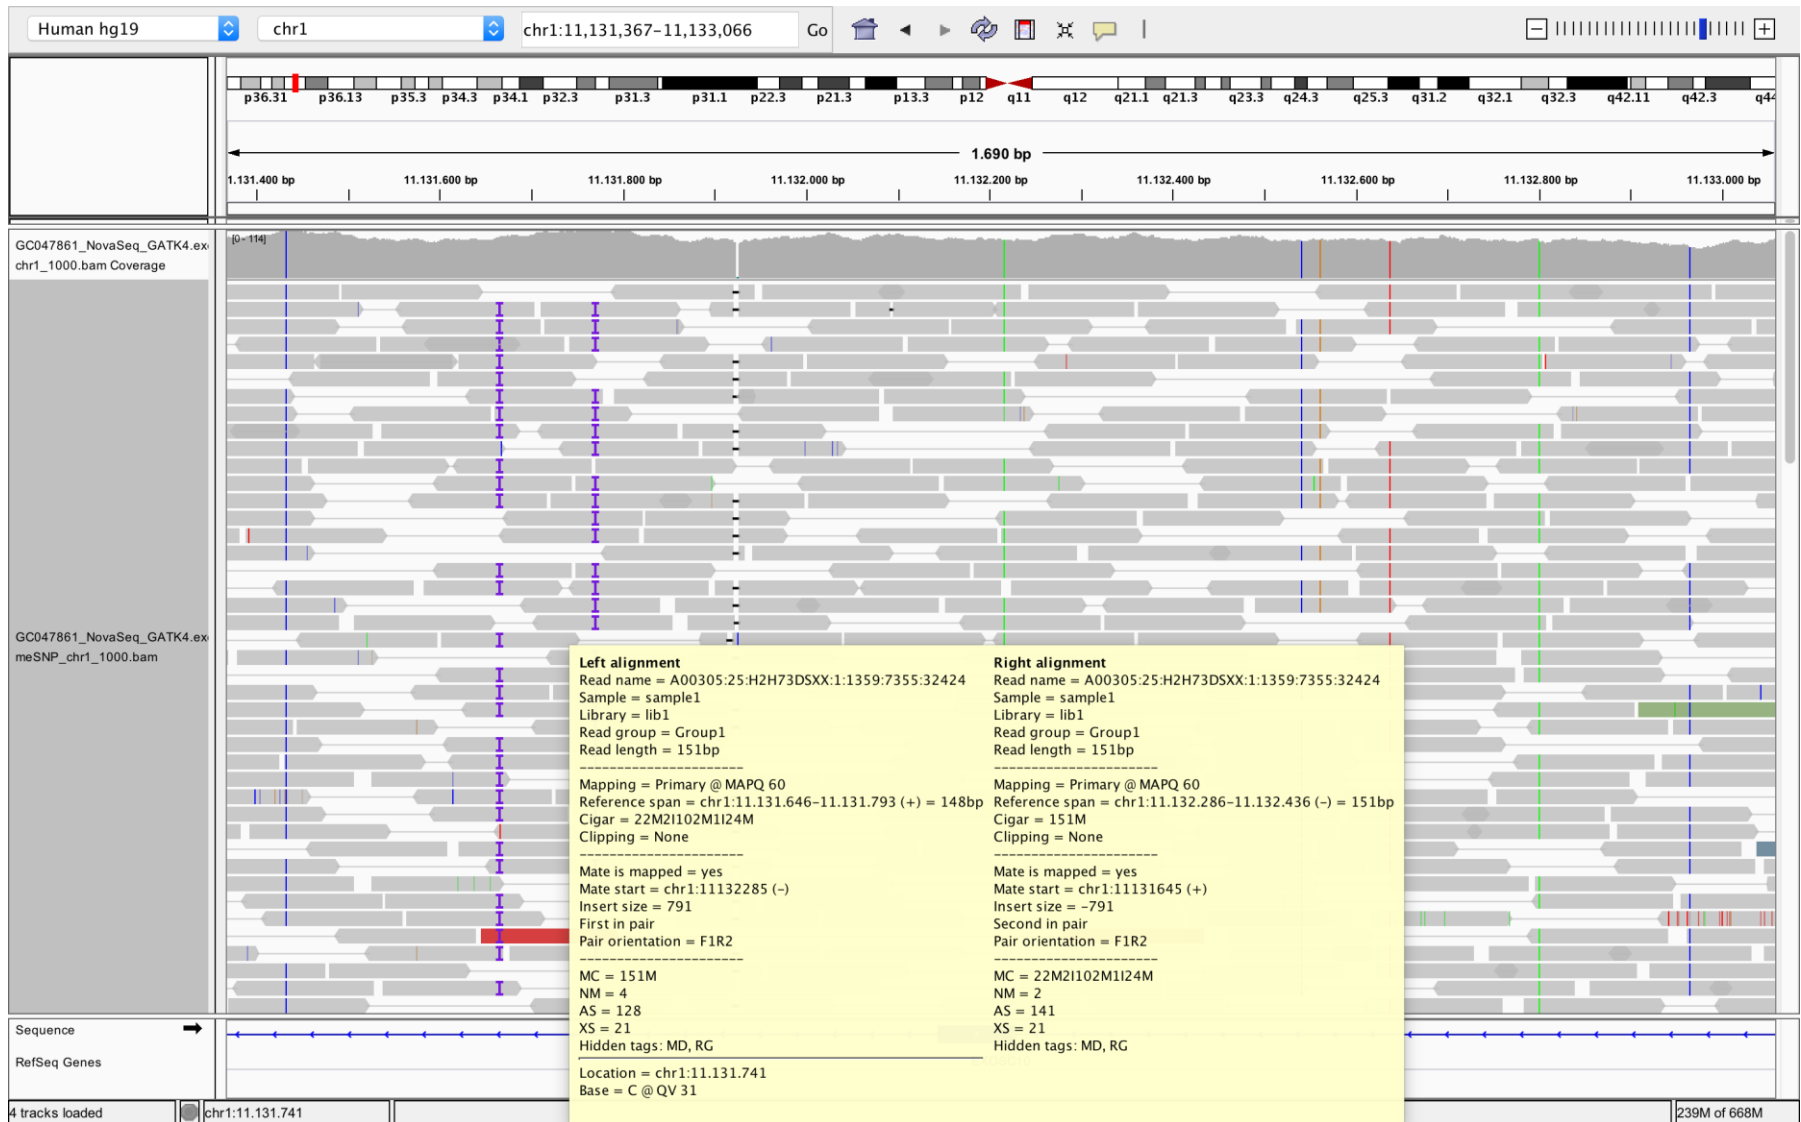 Human hg19 chr1 chr1:11,131,367-11,133,066 Go
p36.31 p36.13 p35.3 p34.3 p34.1 p32.3 p31.3 p31.1 p22.3 p21.3 p13.3 p12 q11 q12 q21.1 q21.3 q23.3 q24.3 q25.3 q31.2 q32.1 q32.3 q42.11 q42.3 q44
1.690 bp
1.131.400 bp 11.131.600 bp 11.131.800 bp 11.132.000 bp 11.132.200 bp 11.132.400 bp 11.132.600 bp 11.132.800 bp 11.133.000 bp
GC047861_NovaSeq_GATK4.exo
chr1_1000.bam Coverage
[0 - 114]
GC047861_NovaSeq_GATK4.exo
meSNP_chr1_1000.bam
Left alignment
Read name = A00305:25:H2H73DSXX:1:1359:7355:32424
Sample = sample1
Library = lib1
Read group = Group1
Read length = 151bp
----------------------
Mapping = Primary @ MAPQ 60
Reference span = chr1:11.131.646-11.131.793 (+) = 148bp
Cigar = 22M2I102M1I24M
Clipping = None
----------------------
Mate is mapped = yes
Mate start = chr1:11132285 (-)
Insert size = 791
First in pair
Pair orientation = F1R2
----------------------
MC = 151M
NM = 4
AS = 128
XS = 21
Hidden tags: MD, RG
Location = chr1:11.131.741
Base = C @ QV 31
Right alignment
Read name = A00305:25:H2H73DSXX:1:1359:7355:32424
Sample = sample1
Library = lib1
Read group = Group1
Read length = 151bp
----------------------
Mapping = Primary @ MAPQ 60
Reference span = chr1:11.132.286-11.132.436 (-) = 151bp
Cigar = 151M
Clipping = None
----------------------
Mate is mapped = yes
Mate start = chr1:11131645 (+)
Insert size = -791
Second in pair
Pair orientation = F1R2
----------------------
MC = 22M2I102M1I24M
NM = 2
AS = 141
XS = 21
Hidden tags: MD, RG
Sequence
RefSeq Genes
4 tracks loaded chr1:11.131.741 239M of 668M